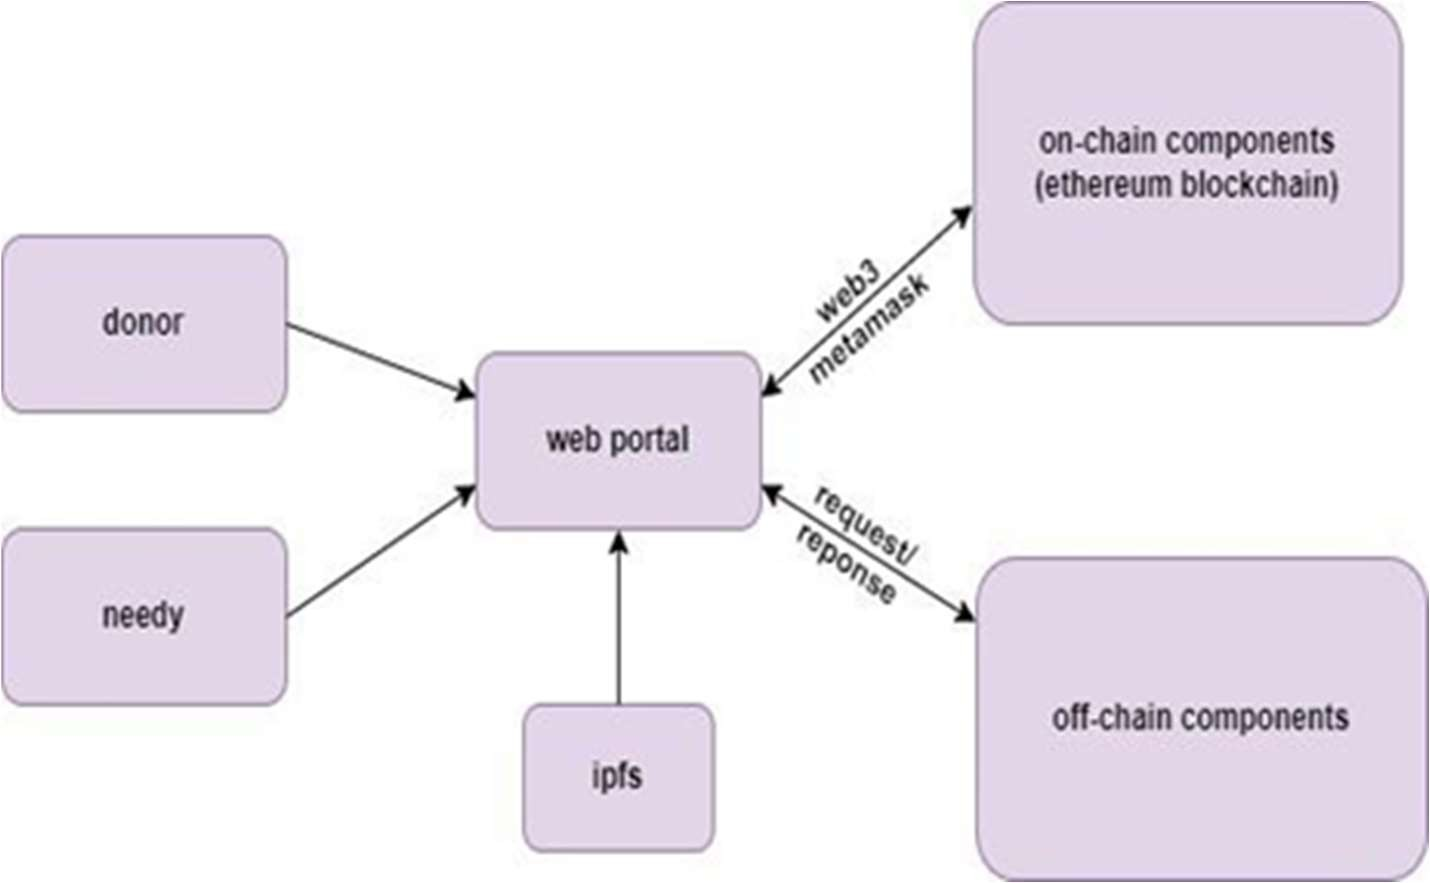 on-chain components
(ethereum blockchain)
donor
web3
metamask
web portal
request/
reponse
needy
off-chain components
ipfs